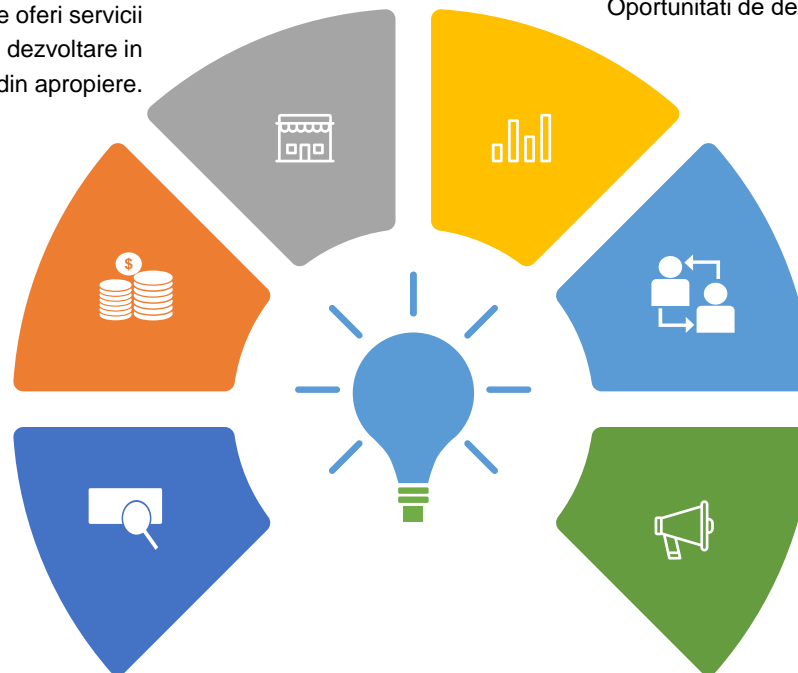 e oferi servicii
dezvoltare in
din apropiere.
Oportunitati de de
$